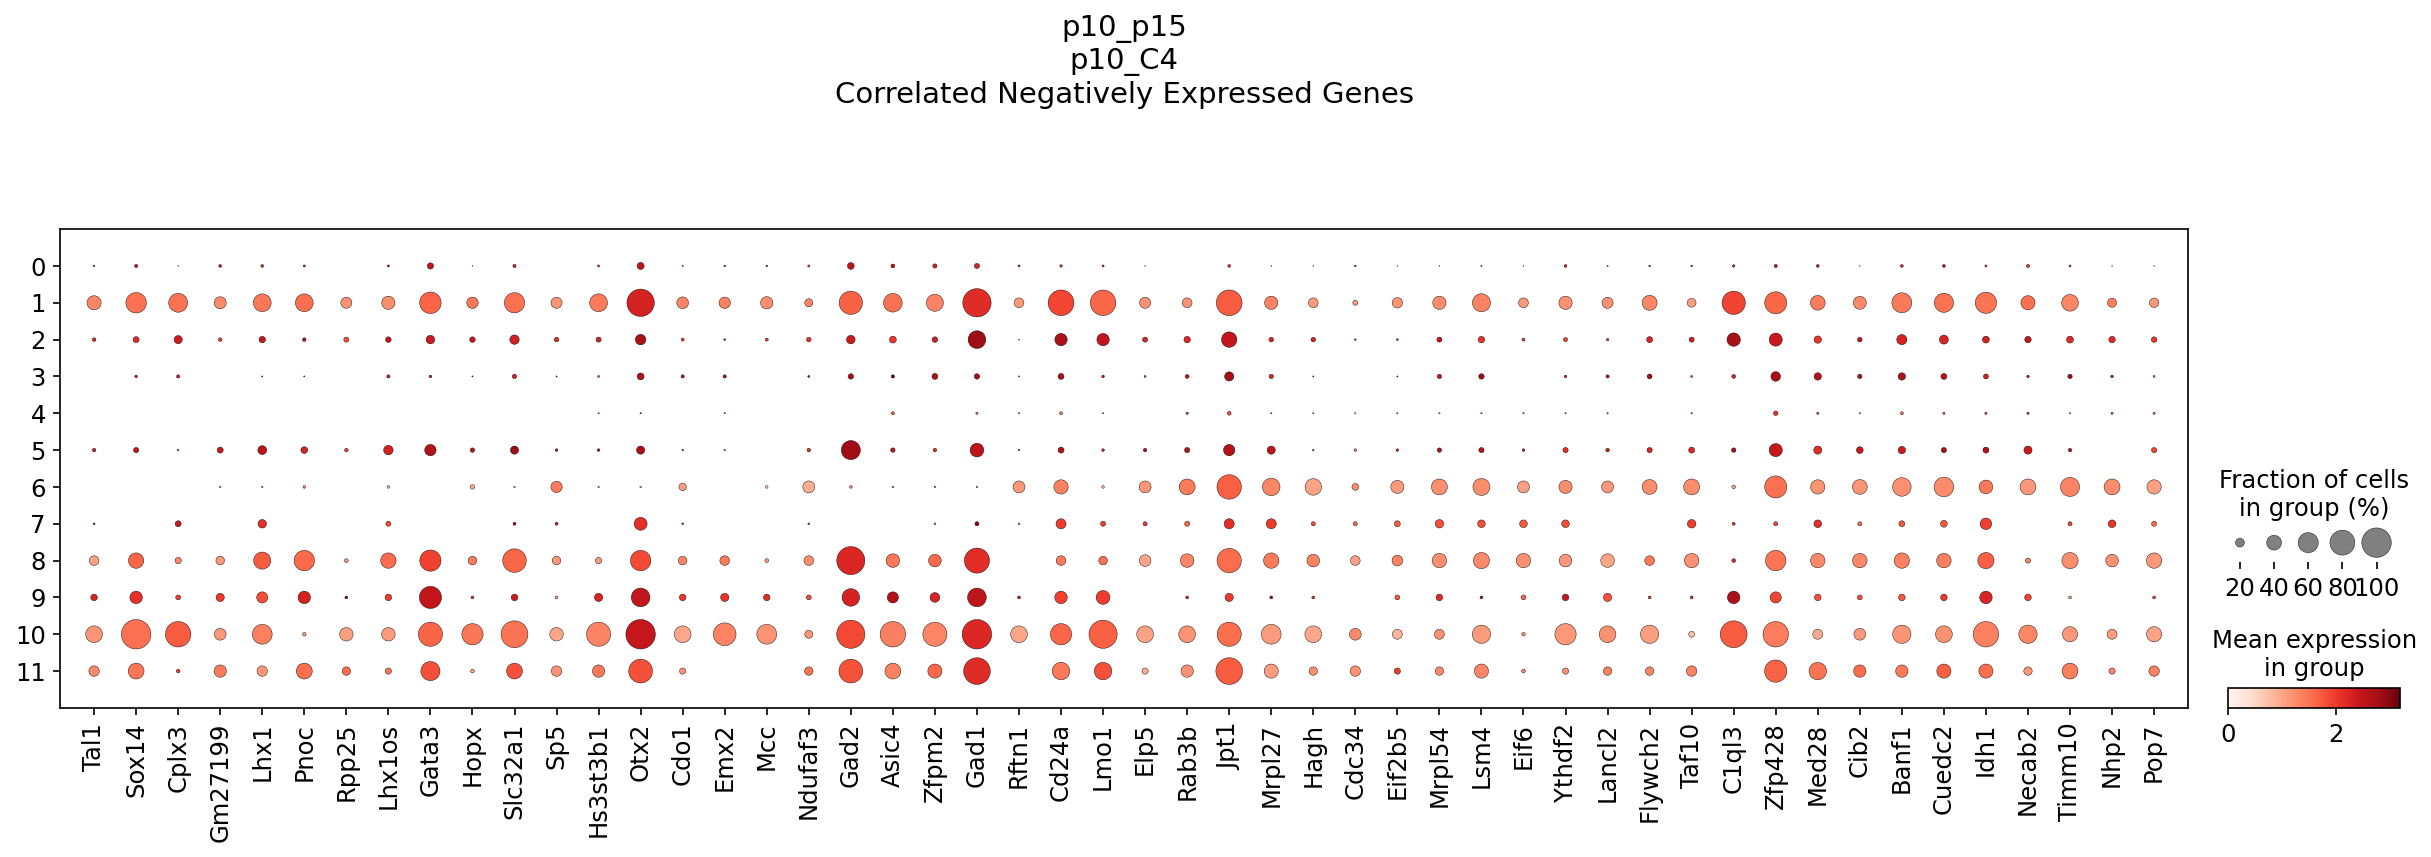 p10_p15
p10_C4
Correlated Negatively Expressed Genes
0
1
2
3
4
5
6
7
8
9
10
11
Tal1
Sox14
Cplx3
Gm27199
Lhx1
Pnoc
Rpp25
Lhx1os
Gata3
Hopx
Slc32a1
Sp5
Hs3st3b1
Otx2
Cdo1
Emx2
Mcc
Ndufaf3
Gad2
Asic4
Zfpm2
Gad1
Rftn1
Cd24a
Lmo1
Elp5
Rab3b
Jpt1
Mrpl27
Hagh
Cdc34
Eif2b5
Mrpl54
Lsm4
Eif6
Ythdf2
Lancl2
Flywch2
Taf10
C1ql3
Zfp428
Med28
Cib2
Banf1
Cuedc2
Idh1
Necab2
Timm10
Nhp2
Pop7
Fraction of cells
in group (%)
20 40 60 80 100
Mean expression
in group
0 2